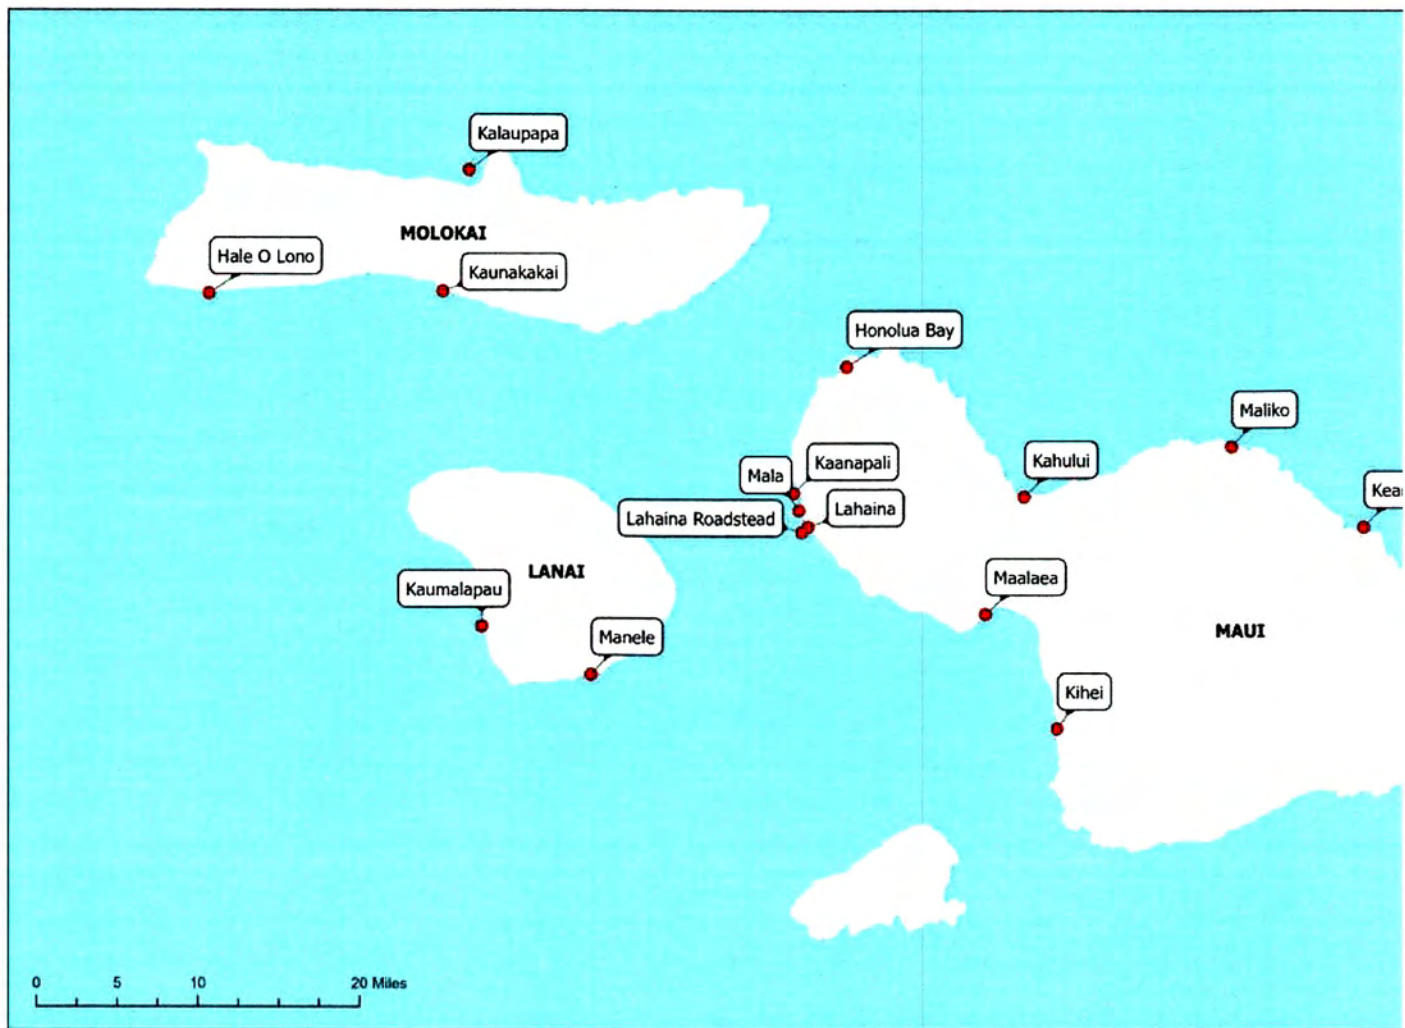 Kalaupapa
MOLOKAI
Hale O Lono
Kaunakakai
Honolua Bay
Maliko
Kaanapali
Mala
Kahului
Lahaina
Lahaina Roadstead
Kea
LANAI
Maalaea
Kaumalapau
MAUI
Manele
Kihei
0 5 10 20 Miles